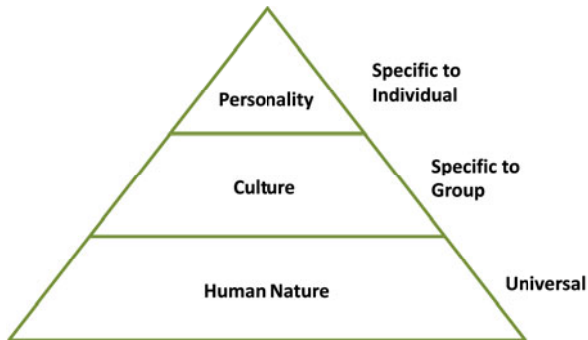 Specific to
Individual
Personality
Specific to
Group
Culture
Universal
Human Nature